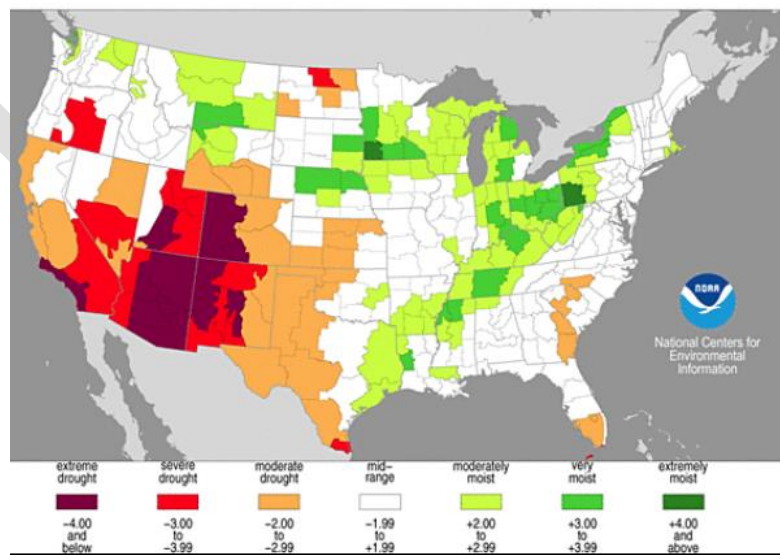 NOAA
National Centers for
Environmental
Information
extreme drought
severe drought
moderate drought
mid-range
moderately moist
very moist
extremely moist
-4.00 and below
-3.00 to -3.99
-2.00 to -2.99
-1.99 to +1.99
+2.00 to +2.99
+3.00 to +3.99
+4.00 and above